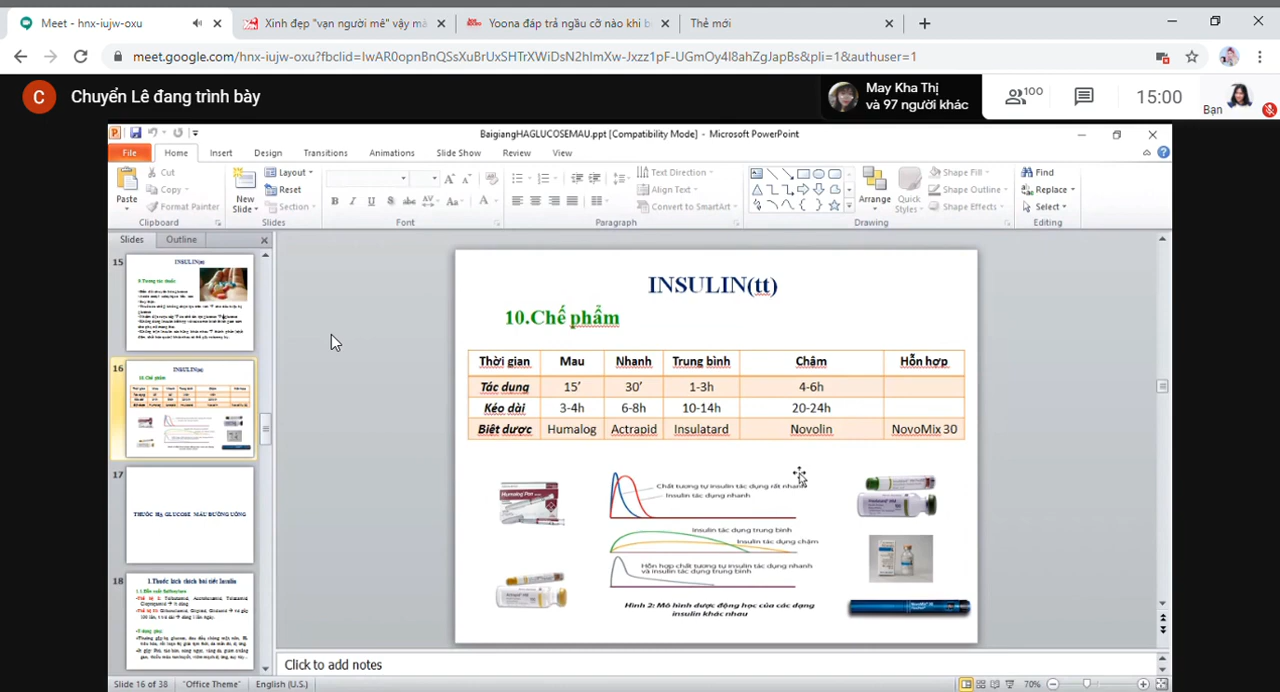 Meet - hnx-iujw-oxu
Xinh đẹp "vạn người mê" vậy mà
Yoona đáp trả ngầu cỡ nào khi b
Thẻ mới
meet.google.com/hnx-iujw-oxu?fbclid=IwAR0opnBnQSsXuBrUxSHTrXWiDsN2hImXw-Jxzz1pF-UGmOy4I8ahZgJapBs&pli=1&authuser=1
C
Chuyển Lê đang trình bày
May Kha Thị
và 97 người khác
100
15:00
Bạn
BaigiangHAGLUCOSEMAU.ppt [Compatibility Mode] - Microsoft PowerPoint
File Home Insert Design Transitions Animations Slide Show Review View
Paste
Cut
Copy
Format Painter
Clipboard
New
Slide
Layout
Reset
Section
Slides
B I U S abc AV Aa A
Font
Text Direction
Align Text
Convert to SmartArt
Paragraph
Arrange
Quick
Styles
Shape Fill
Shape Outline
Shape Effects
Drawing
Find
Replace
Select
Editing
Slides Outline
15
16
17
THUỐC HẠ GLUCOSE MÁU ĐƯỜNG UỐNG
18
1.Thuốc kích thích bài tiết Insulin
INSULIN(tt)
10.Chế phẩm
Thời gian Mau Nhanh Trung bình Chậm Hỗn hợp
Tác dụng 15’ 30’ 1-3h 4-6h
Kéo dài 3-4h 6-8h 10-14h 20-24h
Biệt dược Humalog Actrapid Insulatard Novolin NovoMix 30
Chất tương tự insulin tác dụng rất nhanh
Insulin tác dụng nhanh
Insulin tác dụng trung bình
Insulin tác dụng chậm
Hỗn hợp chất tương tự insulin tác dụng nhanh
và insulin tác dụng trung bình
Hình 2: Mô hình dược động học của các dạng
insulin khác nhau
Click to add notes
Slide 16 of 38
"Office Theme"
English (U.S.)
70%